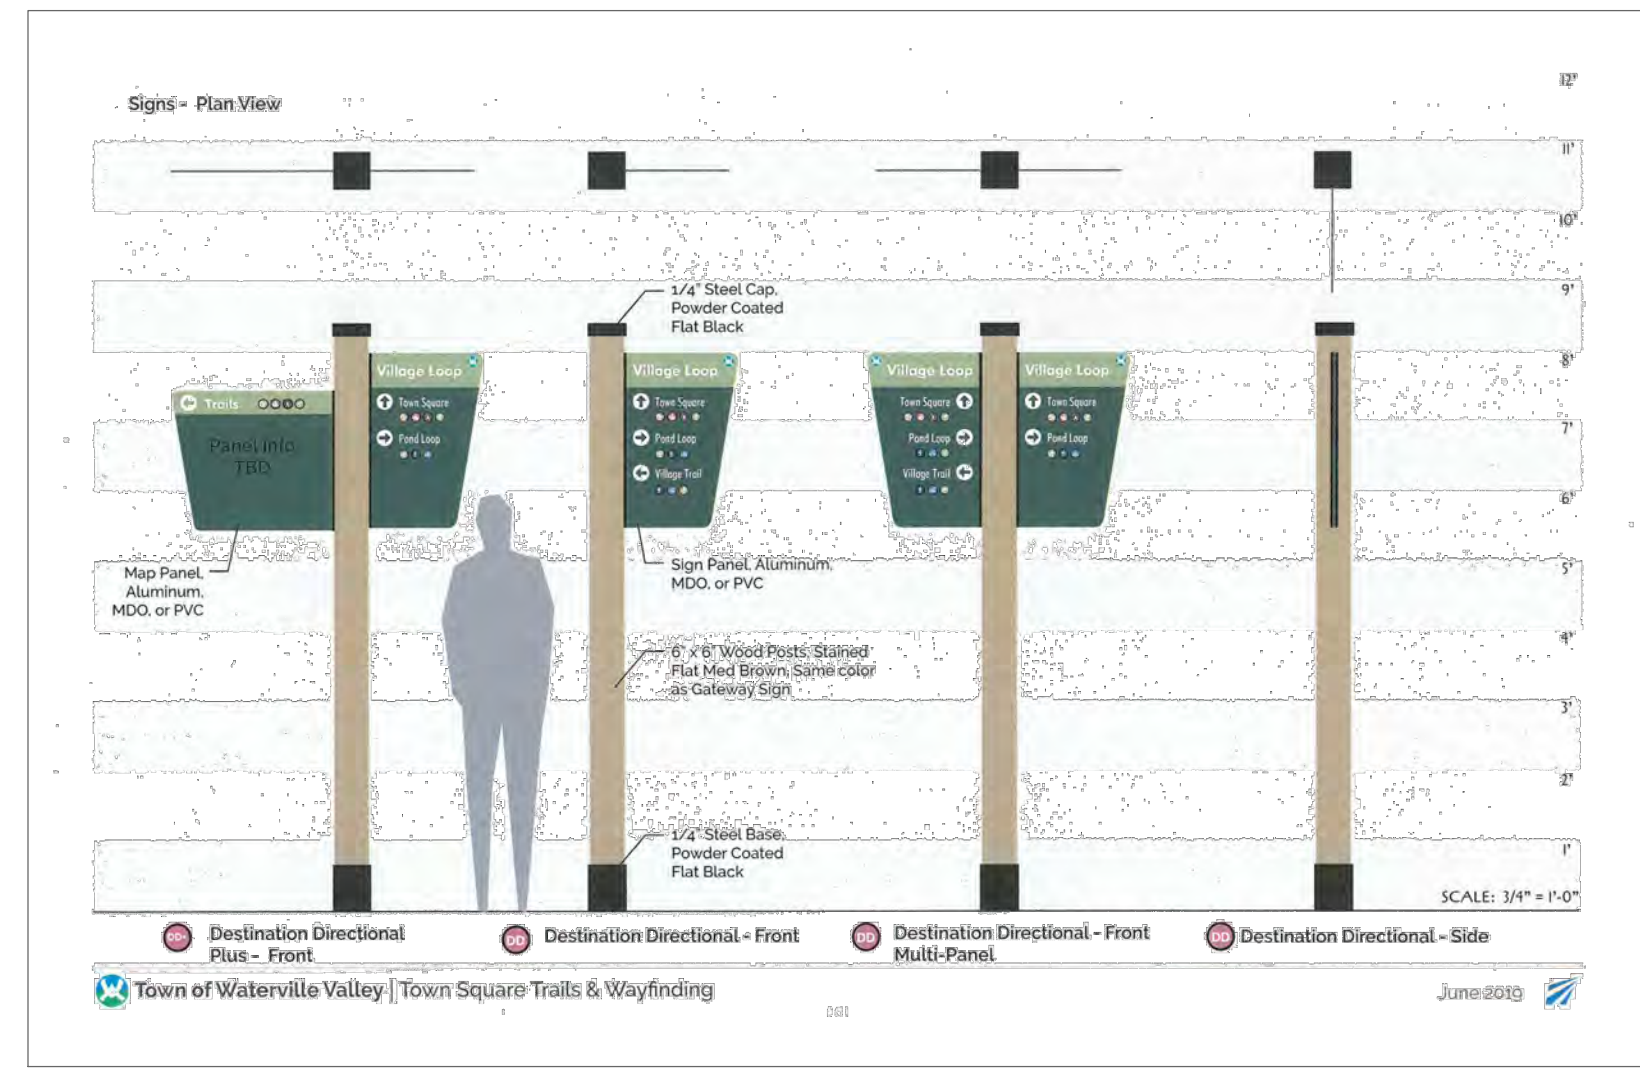 Signs - Plan View
12"
11'
10'
9'
8'
7'
6'
5'
4'
3'
2'
1'
1/4" Steel Cap,
Powder Coated
Flat Black
Trails
Panel Info
TBD
Village Loop
Town Square
Pond Loop
Village Loop
Town Square
Pond Loop
Village Trail
Village Loop
Town Square
Pond Loop
Village Trail
Village Loop
Town Square
Pond Loop
Map Panel,
Aluminum,
MDO, or PVC
Sign Panel, Aluminum,
MDO, or PVC
6" x 6" Wood Posts, Stained
Flat Med Brown, Same color
as Gateway Sign
1/4" Steel Base,
Powder Coated
Flat Black
SCALE: 3/4" = 1'-0"
DD+ Destination Directional
Plus - Front
DD Destination Directional - Front
DD Destination Directional - Front
Multi-Panel
DD Destination Directional - Side
Town of Waterville Valley | Town Square Trails & Wayfinding
June 2019